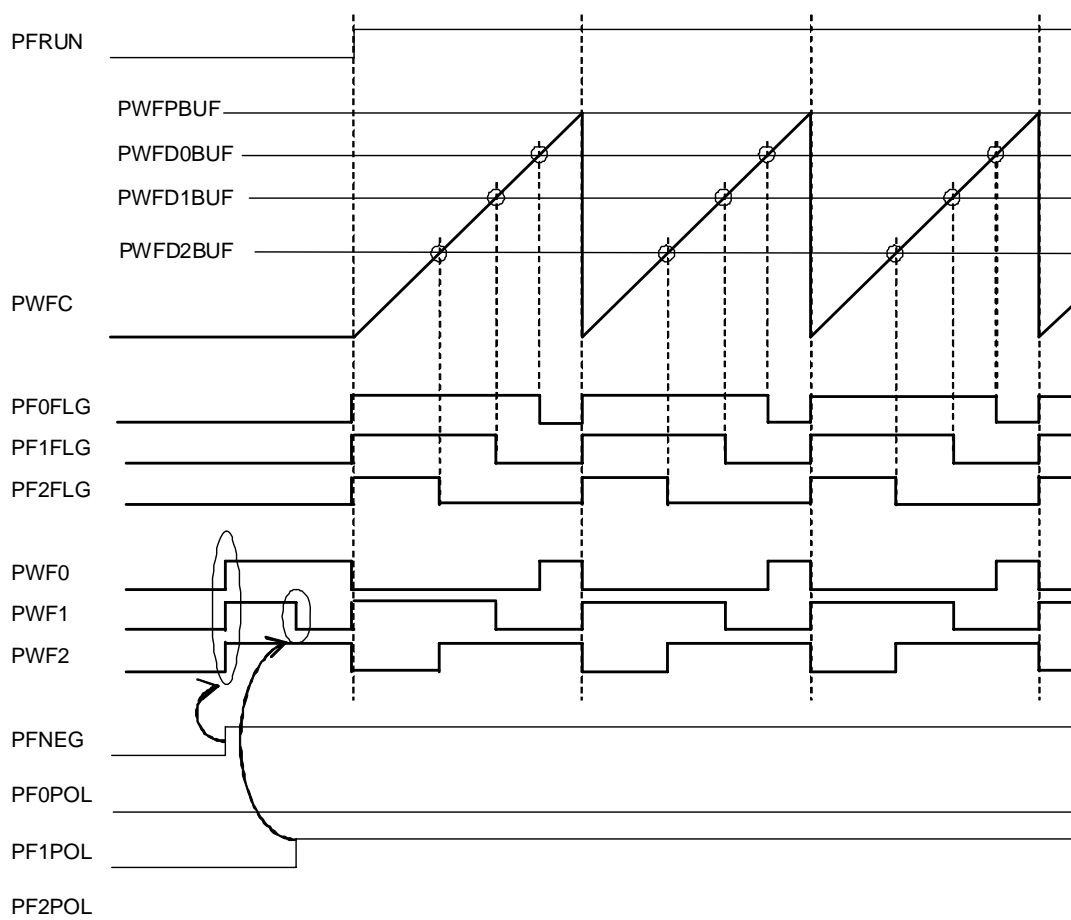 PFRUN
PWFPBUF
PWFD0BUF
PWFD1BUF
PWFD2BUF
PWFC
PF0FLG
PF1FLG
PF2FLG
PWF0
PWF1
PWF2
PFNEG
PF0POL
PF1POL
PF2POL